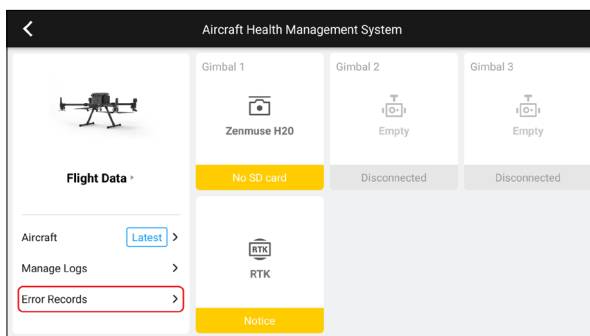 Aircraft Health Management System
Gimbal 1
Gimbal 2
Gimbal 3
Zenmuse H20
Empty
Empty
Flight Data
No SD card
Disconnected
Disconnected
Aircraft
Latest
Manage Logs
Error Records
RTK
RTK
Notice